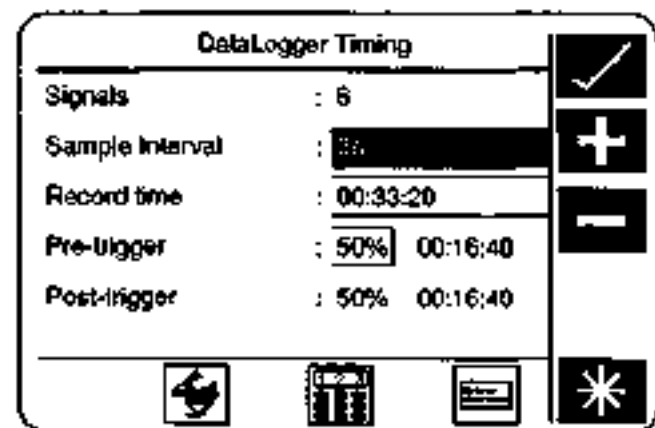 DataLogger Timing
Signals : 6
Sample Interval :
Record time : 00:33:20
Pre-trigger : 50% 00:16:40
Post-trigger : 50% 00:16:40